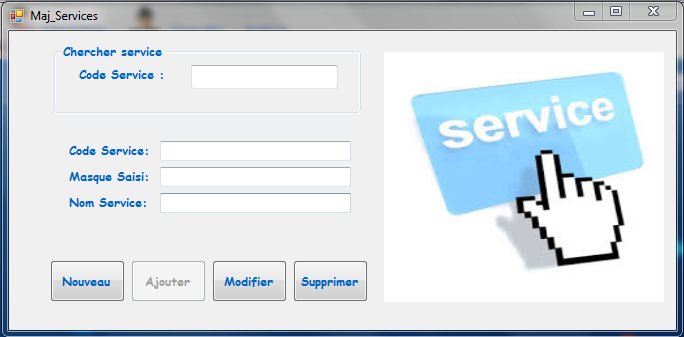 Maj_Services
Chercher service
Code Service :
Code Service:
Masque Saisi:
Nom Service:
Nouveau Ajouter Modifier Supprimer
service